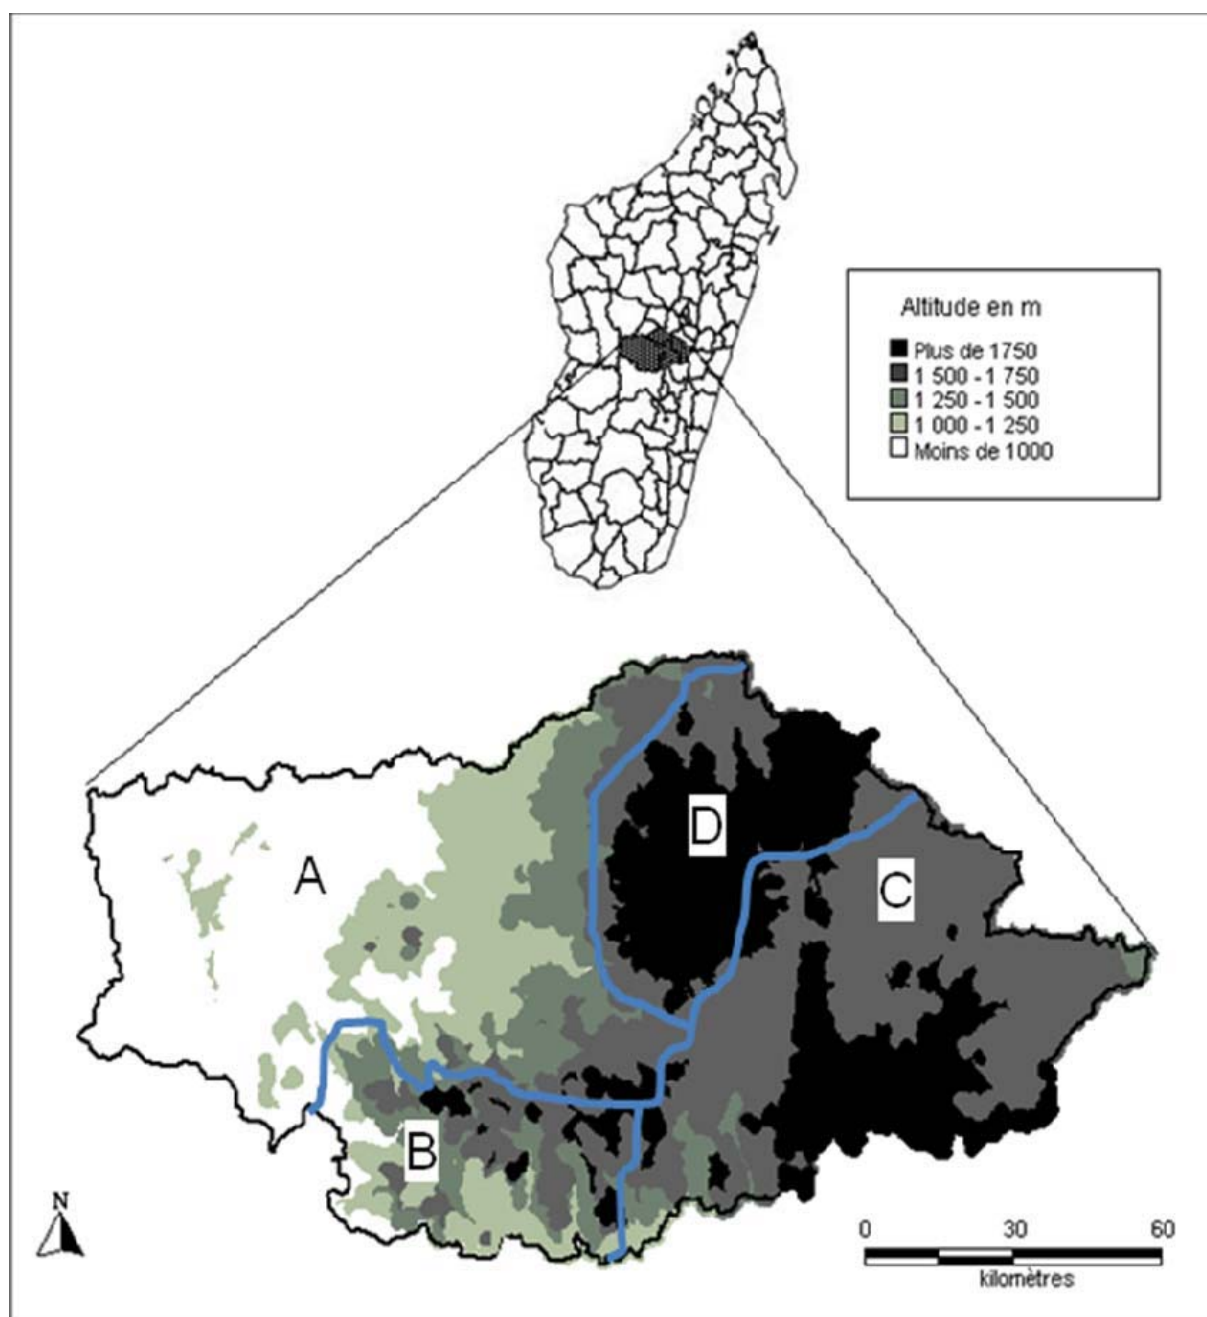 Altitude en m
Plus de 1750
1 500 - 1 750
1 250 - 1 500
1 000 - 1 250
Moins de 1000
D
A
C
B
N
0 30 60
kilomètres